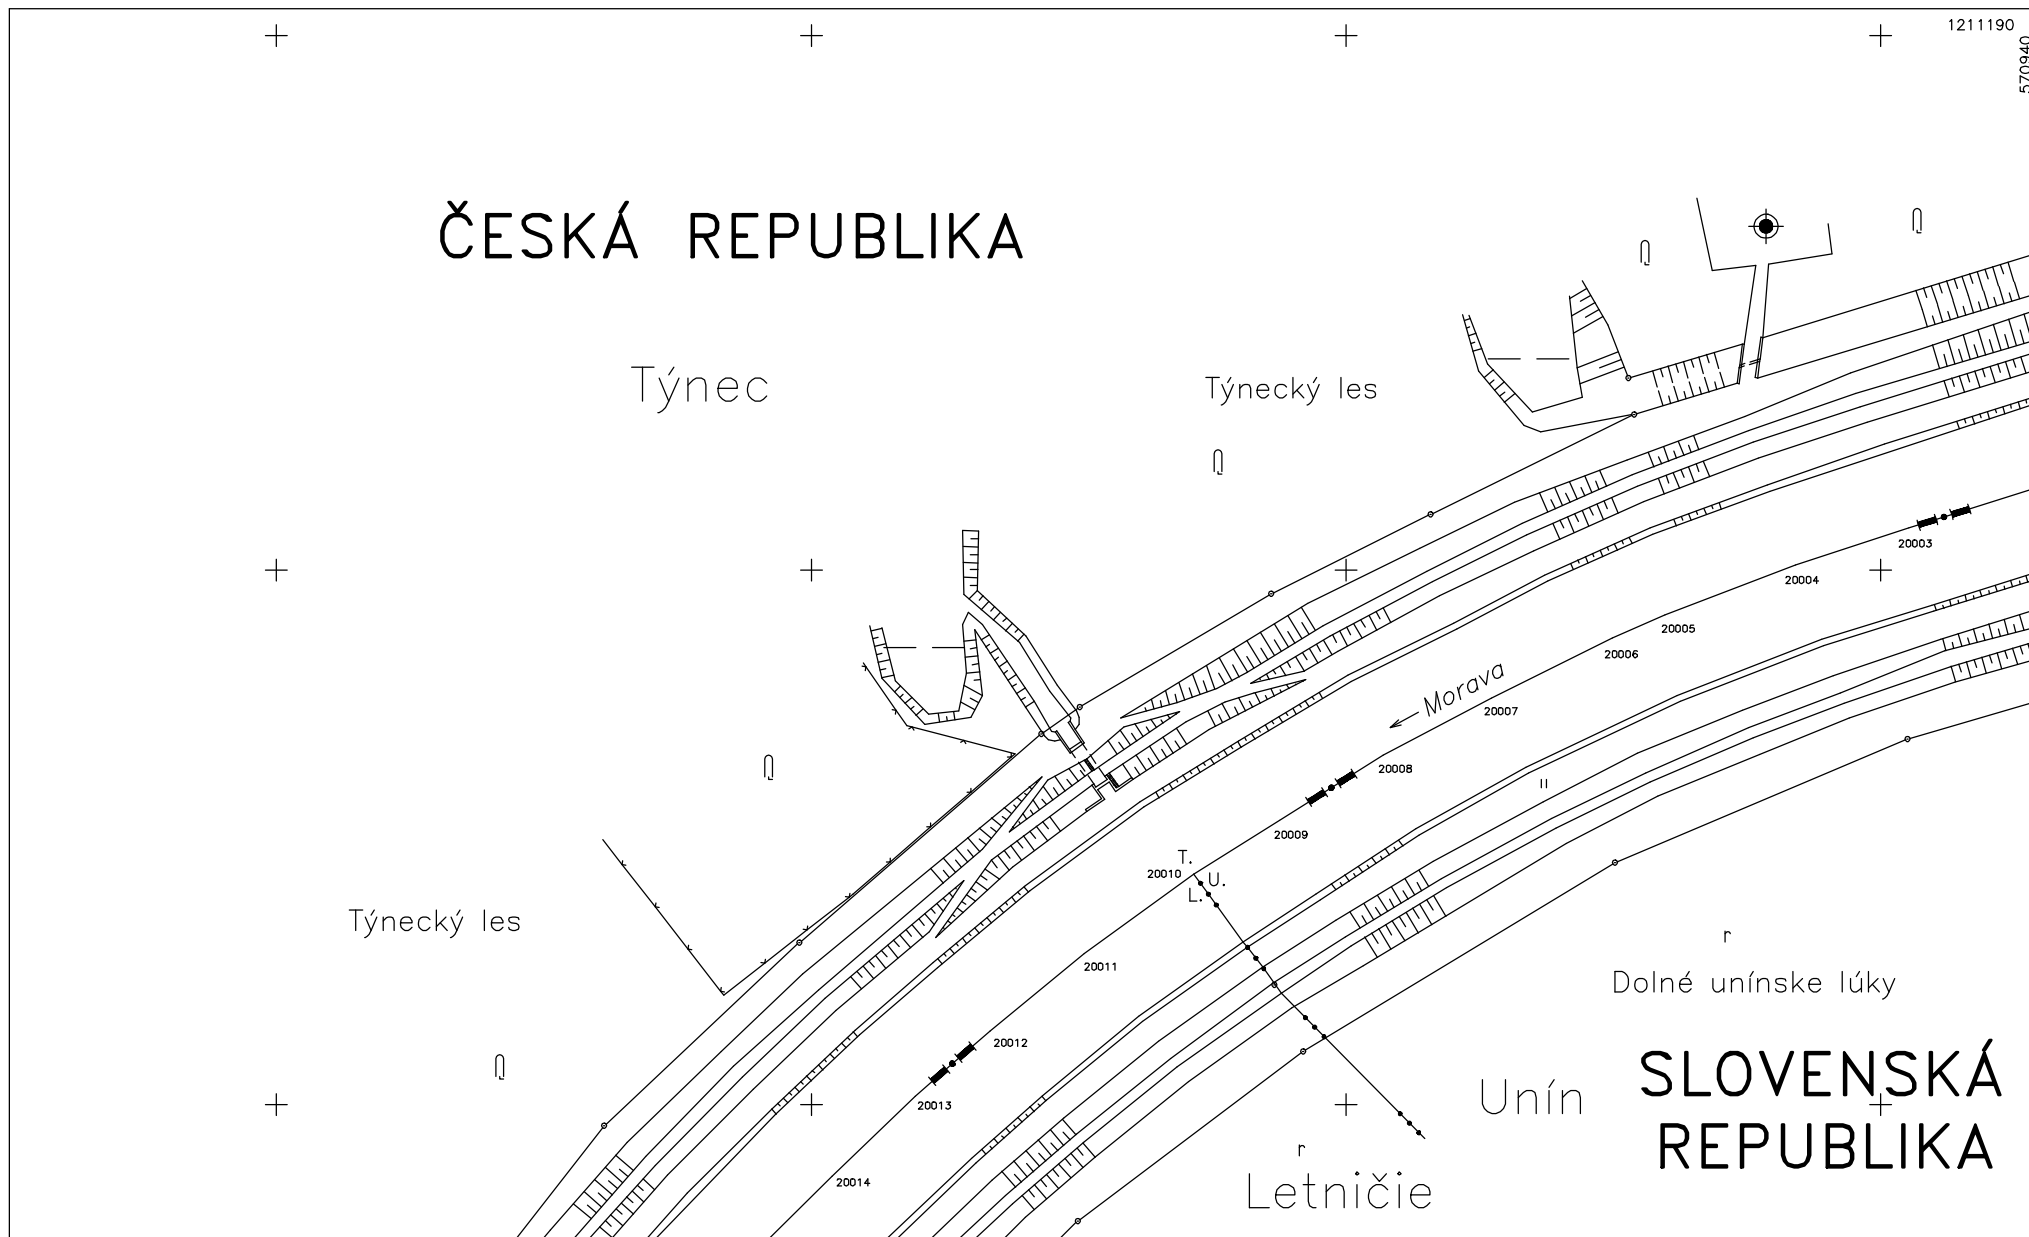 1211190
570940
ČESKÁ REPUBLIKA
Týnec
Týnecký les
20003
20004
20005
20006
Morava
20007
20008
20009
T.
20010
U.
L.
Týnecký les
20011
Dolné unínske lúky
20012
SLOVENSKÁ
Unín
20013
REPUBLIKA
r
r
20014
Letničie